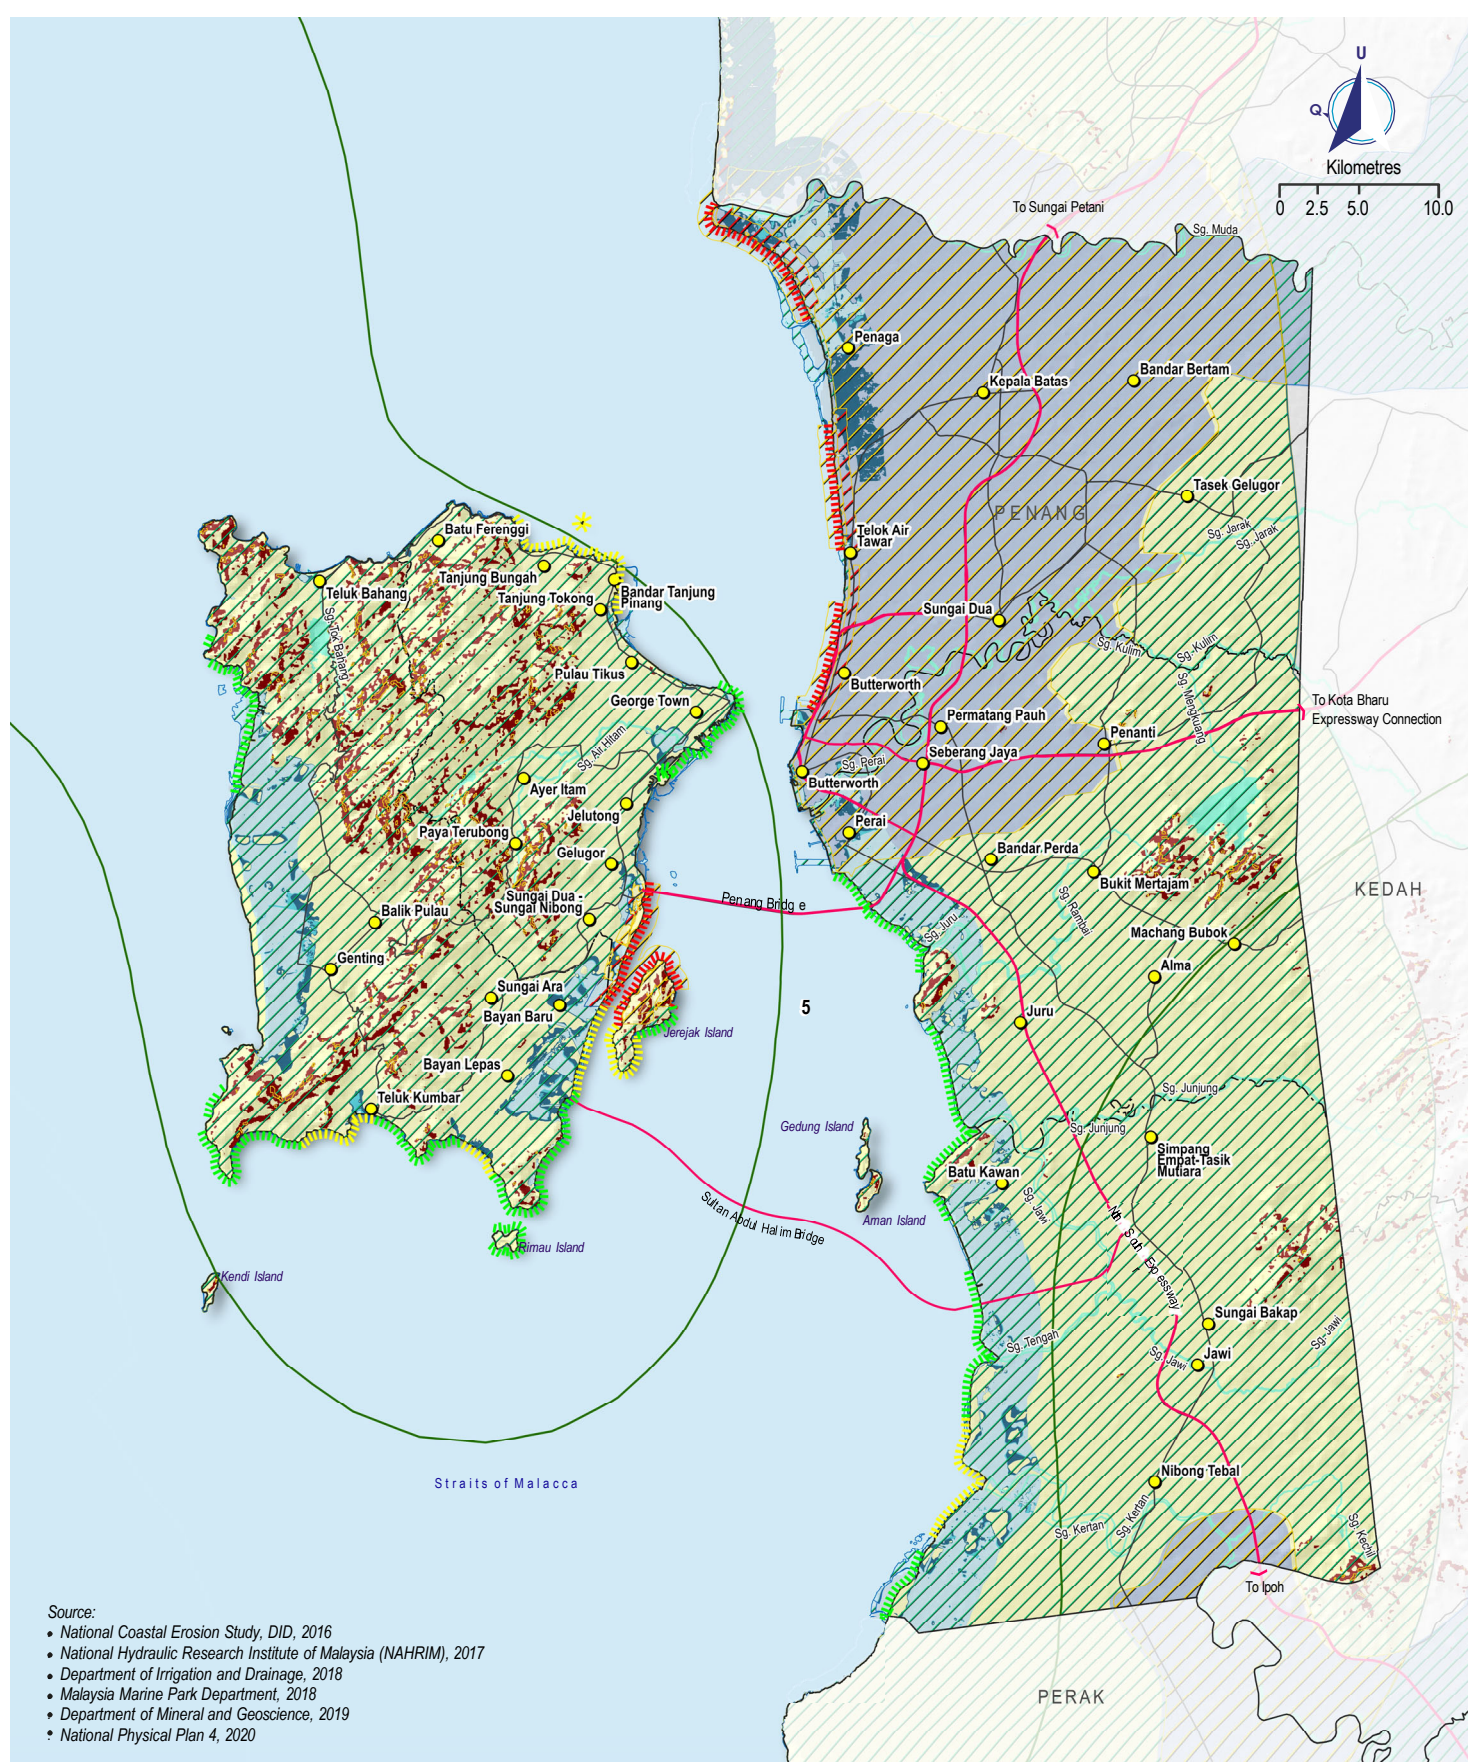 U
Q
Kilometres
0 2.5 5.0 10.0
To Sungai Petani
Sg. Muda
Penaga
Kepala Batas
Bandar Bertam
Tasek Gelugor
PENANG
Sg. Jarak
Sg. Jarak
Telok Air
Tawar
Batu Ferenggi
Tanjung Bungah
Teluk Bahang
Tanjung Tokong
Bandar Tanjung
Pinang
Sg. Tok Bahang
Sungai Dua
Sg. Kulim
Sg. Kulim
Pulau Tikus
Butterworth
Sg. Mengkuang
George Town
To Kota Bharu
Expressway Connection
Permatang Pauh
Penanti
Sg. Air Hitam
Seberang Jaya
Sg. Perai
Butterworth
Ayer Itam
Jelutong
Paya Terubong
Perai
Gelugor
Bandar Perda
Bukit Mertajam
KEDAH
Sungai Dua -
Sungai Nibong
Penang Bridge
Sg. Rambai
Balik Pulau
Sg. Juru
Machang Bubok
Genting
Alma
Sungai Ara
Bayan Baru
5
Juru
Jerejak Island
Bayan Lepas
Teluk Kumbar
Sg. Junjung
Gedung Island
Sg. Junjung
Simpang
Empat-Tasik
Mutiara
Batu Kawan
Sg. Jawi
Aman Island
Sultan Abdul Halim Bridge
Nth Soth Expessway
Rimau Island
Kendi Island
Sungai Bakap
Sg. Tengah
Sg. Jawi
Sg. Jawi
Jawi
Straits of Malacca
Nibong Tebal
Sg. Kertan
Sg. Kertan
Sg. Kechil
To Ipoh
PERAK
Source:
• National Coastal Erosion Study, DID, 2016
• National Hydraulic Research Institute of Malaysia (NAHRIM), 2017
• Department of Irrigation and Drainage, 2018
• Malaysia Marine Park Department, 2018
• Department of Mineral and Geoscience, 2019
• National Physical Plan 4, 2020